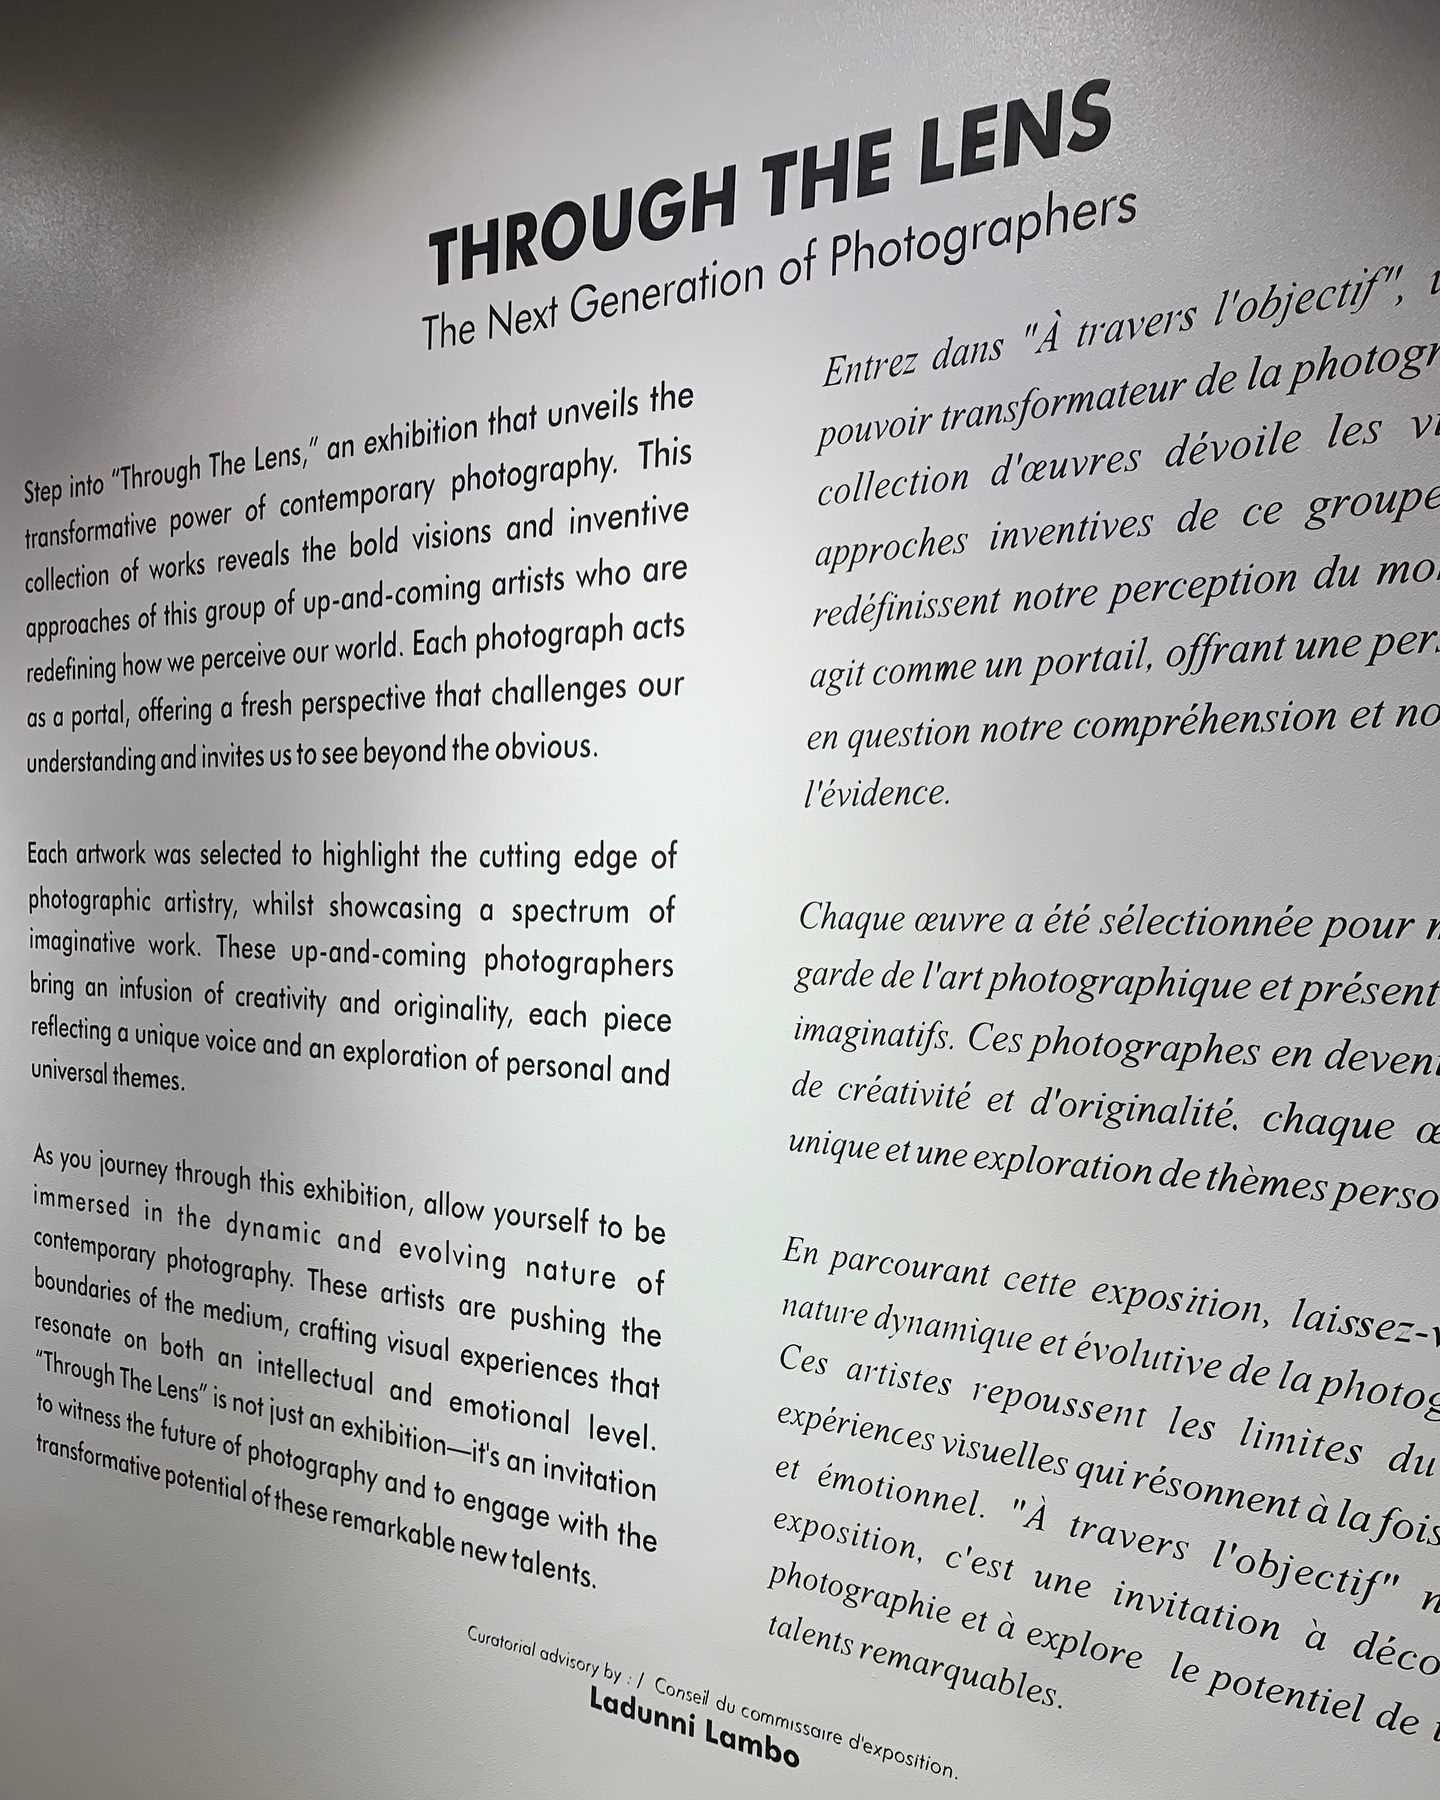 THROUGH THE LENS
The Next Generation of Photographers
Step into “Through The Lens,” an exhibition that unveils the
transformative power of contemporary photography. This
collection of works reveals the bold visions and inventive
approaches of this group of up-and-coming artists who are
redefining how we perceive our world. Each photograph acts
as a portal, offering a fresh perspective that challenges our
understanding and invites us to see beyond the obvious.
Each artwork was selected to highlight the cutting edge of
photographic artistry, whilst showcasing a spectrum of
imaginative work. These up-and-coming photographers
bring an infusion of creativity and originality, each piece
reflecting a unique voice and an exploration of personal and
universal themes.
As you journey through this exhibition, allow yourself to be
immersed in the dynamic and evolving nature of
contemporary photography. These artists are pushing the
boundaries of the medium, crafting visual experiences that
resonate on both an intellectual and emotional level.
“Through The Lens” is not just an exhibition—it's an invitation
to witness the future of photography and to engage with the
transformative potential of these remarkable new talents.
Entrez dans "À travers l'objectif",
pouvoir transformateur de la photogr
collection d'œuvres dévoile les
approches inventives de ce groupe
redéfinissent notre perception du
agit comme un portail, offrant une
en question notre compréhension et
l'évidence.
Chaque œuvre a été sélectionnée pour
garde de l'art photographique et présent
imaginatifs. Ces photographes en
de créativité et d'originalité. chaque
unique et une exploration de thèmes perso
En parcourant cette exposition, laissez-
nature dynamique et évolutive de la photog
Ces artistes repoussent les limites du
expériences visuelles qui résonnent à la fois
et émotionnel. "À travers l'objectif"
exposition, c'est une invitation à déco
photographie et à explore le potentiel de
talents remarquables.
Curatorial advisory by : / Conseil du commissaire d'exposition.
Ladunni Lambo